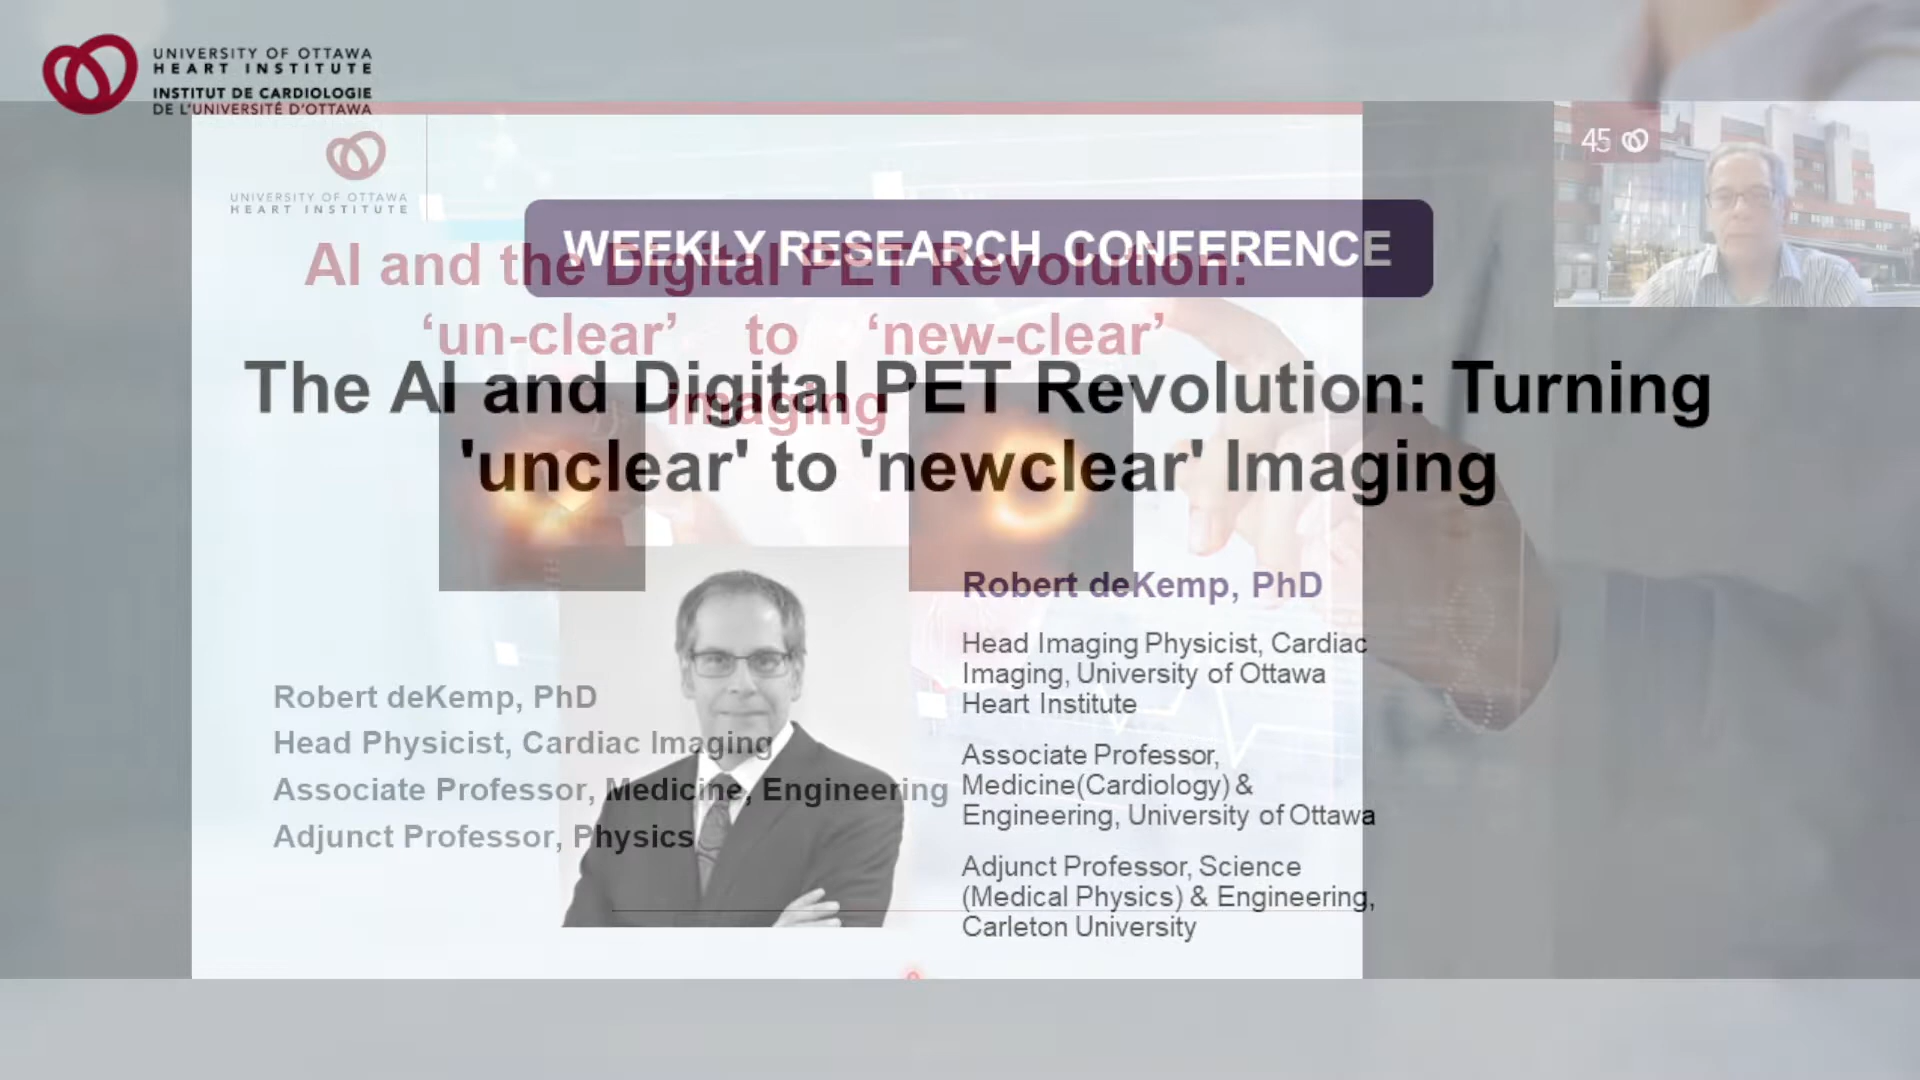 UNIVERSITY OF OTTAWA
HEART INSTITUTE
INSTITUT DE CARDIOLOGIE
DE L'UNIVERSITÉ D'OTTAWA
45
UNIVERSITY OF OTTAWA
HEART INSTITUTE
WEEKLY RESEARCH CONFERENCE
AI and the Digital PET Revolution:
‘un-clear’ to ‘new-clear’
imaging
The AI and Digital PET Revolution: Turning
'unclear' to 'newclear' Imaging
Robert deKemp, PhD
Head Imaging Physicist, Cardiac
Imaging, University of Ottawa
Heart Institute
Associate Professor,
Medicine(Cardiology) &
Engineering, University of Ottawa
Adjunct Professor, Science
(Medical Physics) & Engineering,
Carleton University
Robert deKemp, PhD
Head Physicist, Cardiac Imaging
Associate Professor, Medicine, Engineering
Adjunct Professor, Physics